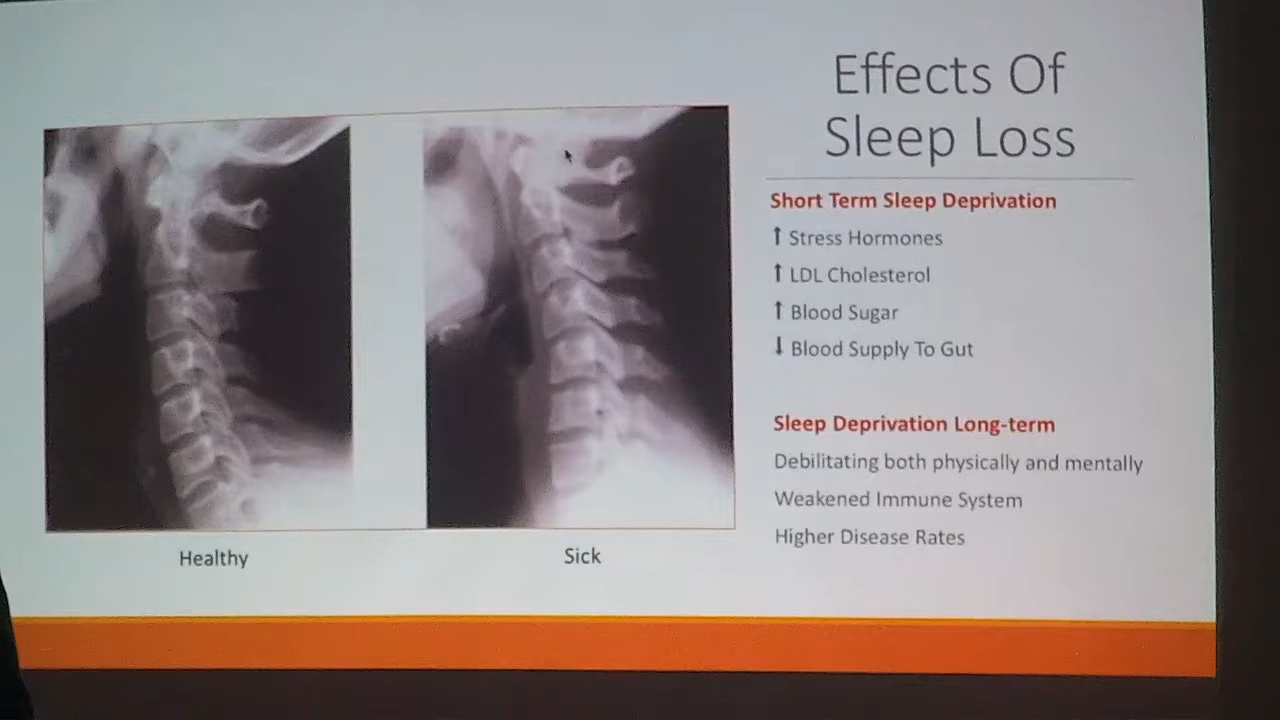 Effects Of
Sleep Loss
Short Term Sleep Deprivation
↑ Stress Hormones
↑ LDL Cholesterol
↑ Blood Sugar
↓ Blood Supply To Gut
Sleep Deprivation Long-term
Debilitating both physically and mentally
Weakened Immune System
Higher Disease Rates
Healthy
Sick